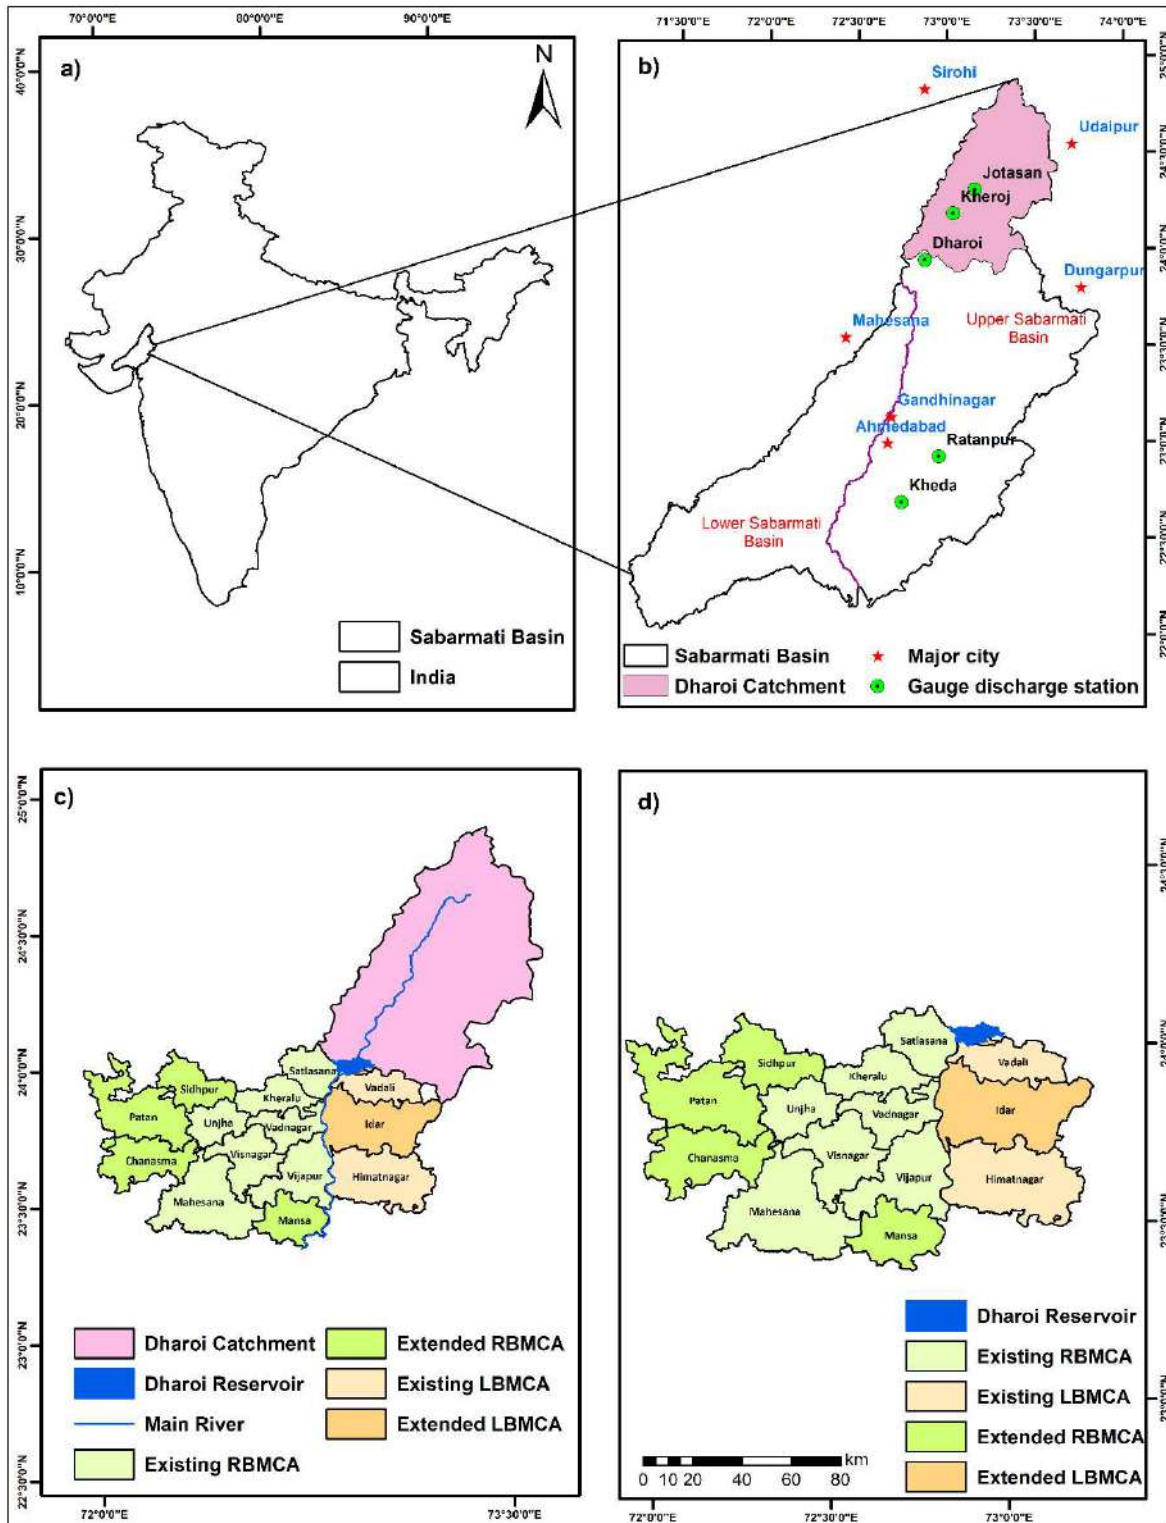 70°0'0"E
80°0'0"E
90°0'0"E
40°0'0"N
30°0'0"N
20°0'0"N
10°0'0"N
a)
N
Sabarmati Basin
India
71°30'0"E
72°0'0"E
72°30'0"E
73°0'0"E
73°30'0"E
74°0'0"E
b)
Sirohi
Udaipur
Jotasan
Kheroj
Dharoi
Dungarpur
Mahesana
Upper Sabarmati
Basin
Gandhinagar
Ahmedabad
Ratanpur
Kheda
Lower Sabarmati
Basin
Sabarmati Basin
Major city
Dharoi Catchment
Gauge discharge station
c)
25°0'0"N
24°30'0"N
24°0'0"N
23°30'0"N
23°0'0"N
22°30'0"N
Satlasana
Sidhpur
Vadali
Kheralu
Patan
Unjha
Vadnagar
Idar
Chanasma
Visnagar
Vijapur
Himatnagar
Mahesana
Mansa
Dharoi Catchment
Extended RBMCA
Dharoi Reservoir
Existing LBMCA
Main River
Extended LBMCA
Existing RBMCA
72°0'0"E
73°30'0"E
d)
Satlasana
Sidhpur
Vadali
Kheralu
Patan
Unjha
Vadnagar
Idar
Chanasma
Visnagar
Vijapur
Himatnagar
Mahesana
Mansa
Dharoi Reservoir
Existing RBMCA
Existing LBMCA
Extended RBMCA
Extended LBMCA
km
0 10 20 40 60 80
72°0'0"E
72°30'0"E
73°0'0"E